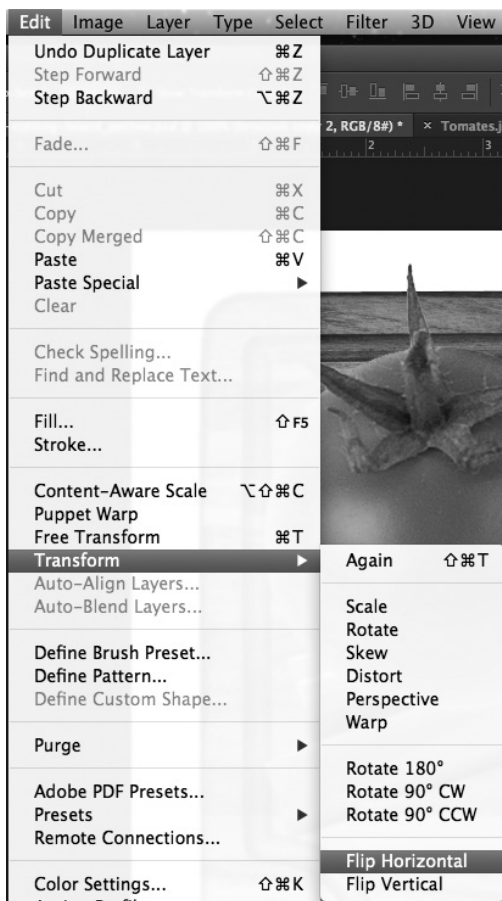 Edit Image Layer Type Select Filter 3D View
Undo Duplicate Layer ⌘Z
Step Forward ⇧⌘Z
Step Backward ⌥⌘Z
2, RGB/8#) * × Tomates.j
Fade... ⇧⌘F
2 3
Cut ⌘X
Copy ⌘C
Copy Merged ⇧⌘C
Paste ⌘V
Paste Special ▶
Clear
Check Spelling...
Find and Replace Text...
Fill... ⇧F5
Stroke...
Content-Aware Scale ⌥⇧⌘C
Puppet Warp
Free Transform ⌘T
Transform ▶
Auto-Align Layers...
Auto-Blend Layers...
Define Brush Preset...
Define Pattern...
Define Custom Shape...
Purge ▶
Adobe PDF Presets...
Presets ▶
Remote Connections...
Color Settings... ⇧⌘K
Again ⇧⌘T
Scale
Rotate
Skew
Distort
Perspective
Warp
Rotate 180°
Rotate 90° CW
Rotate 90° CCW
Flip Horizontal
Flip Vertical